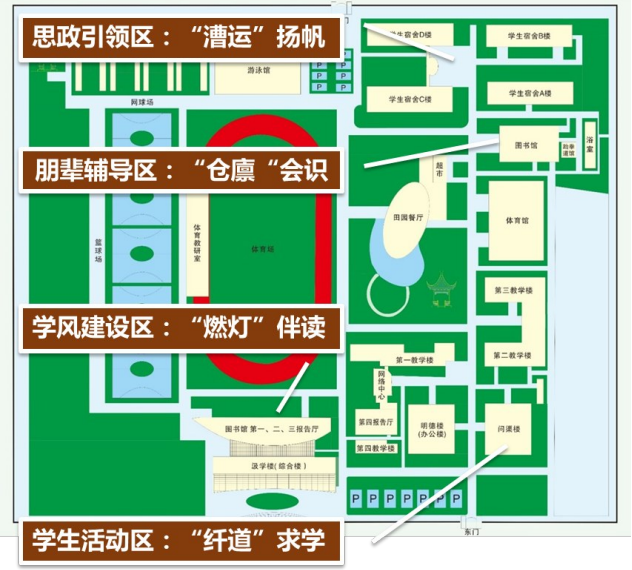 思政引领区：“漕运”扬帆
学生宿舍D楼
学生宿舍B楼
游泳馆
P
P
P
P
P
P
学生宿舍C楼
学生宿舍A楼
网球场
图书馆
跆拳道馆
浴室
朋辈辅导区：“仓廪“会识
超市
田园餐厅
体育馆
体育教研室
体育场
篮球场
第三教学楼
学风建设区：“燃灯”伴读
第一教学楼
第二教学楼
网络中心
图书馆 第一、二、三报告厅
第四报告厅
明德楼
(办公楼)
问渠楼
第四教学楼
汲学楼(综合楼)
P P P P P P P
学生活动区：“纤道”求学
东门